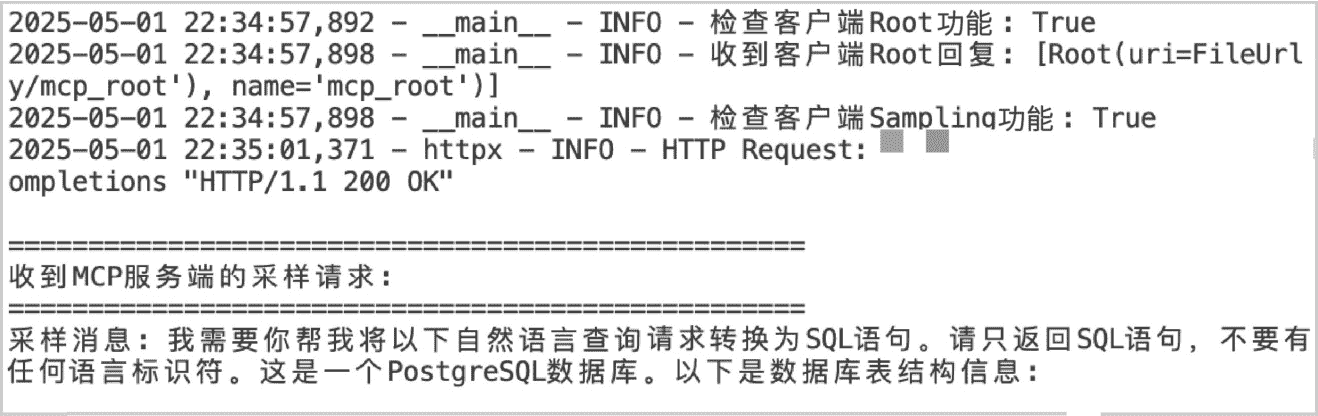 2025-05-01 22:34:57,892 - __main__ - INFO - 检查客户端Root功能: True
2025-05-01 22:34:57,898 - __main__ - INFO - 收到客户端Root回复: [Root(uri=FileUrl
y/mcp_root'), name='mcp_root')]
2025-05-01 22:34:57,898 - __main__ - INFO - 检查客户端Sampling功能: True
2025-05-01 22:35:01,371 - httpx - INFO - HTTP Request:
ompletions "HTTP/1.1 200 OK"
==================================================
收到MCP服务端的采样请求:
==================================================
采样消息: 我需要你帮我将以下自然语言查询请求转换为SQL语句。请只返回SQL语句, 不要有
任何语言标识符。这是一个PostgreSQL数据库。以下是数据库表结构信息: